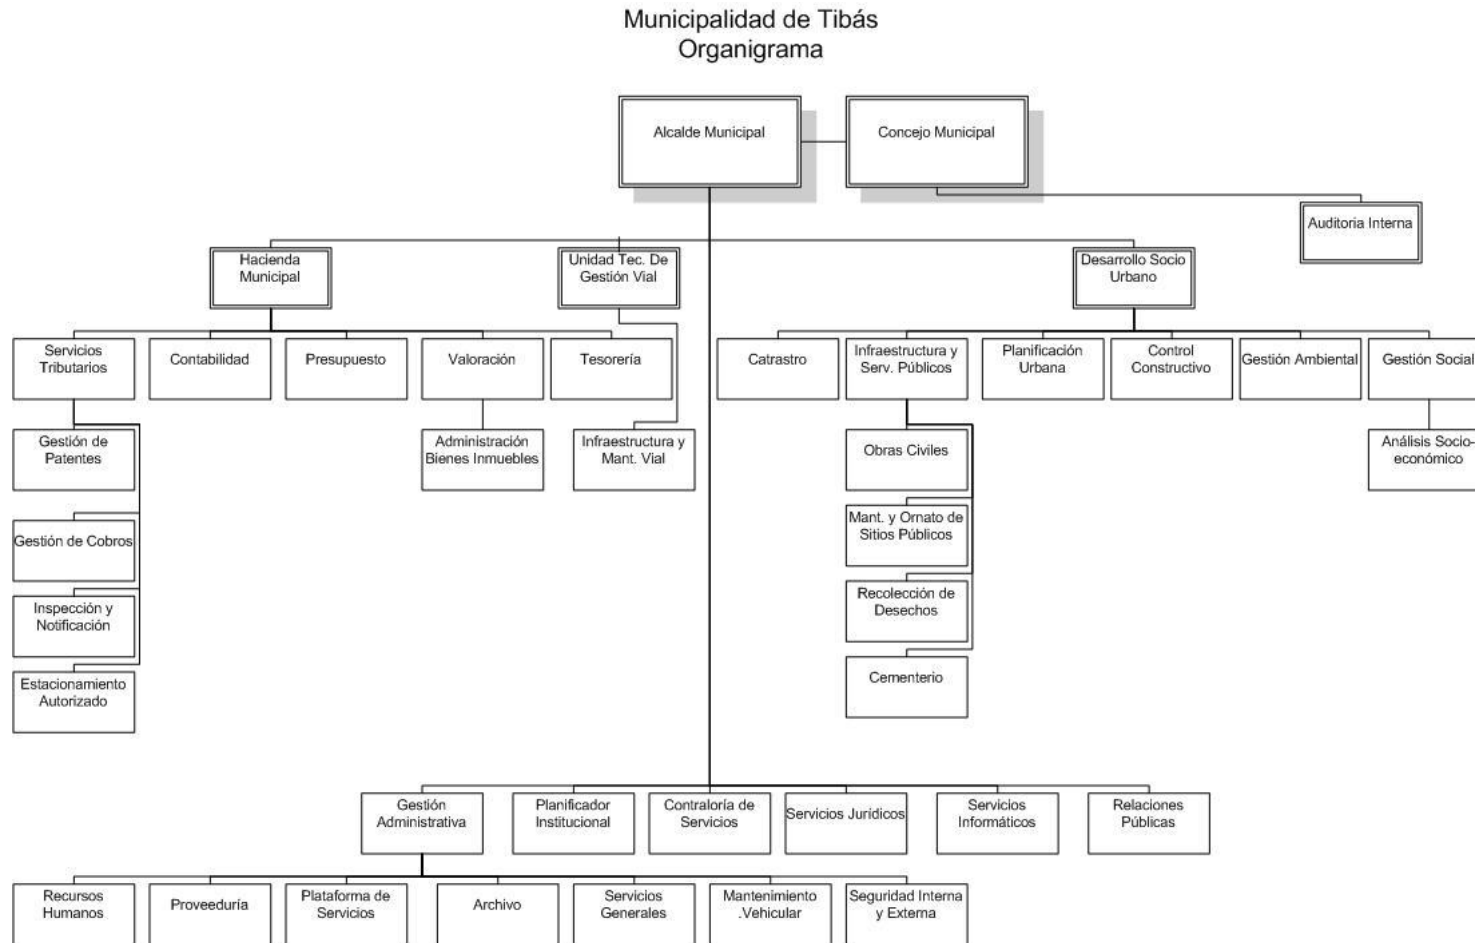 Municipalidad de Tibás
Organigrama
Alcalde Municipal
Concejo Municipal
Auditoria Interna
Hacienda
Municipal
Unidad Tec. De
Gestión Vial
Desarrollo Socio
Urbano
Servicios
Tributarios
Contabilidad
Presupuesto
Valoración
Tesorería
Catrastro
Infraestructura y
Serv. Públicos
Planificación
Urbana
Control
Constructivo
Gestión Ambiental
Gestión Social
Gestión de
Patentes
Administración
Bienes Inmuebles
Infraestructura y
Mant. Vial
Obras Civiles
Análisis Socio-
económico
Gestión de Cobros
Mant. y Ornato de
Sitios Públicos
Inspección y
Notificación
Recolección de
Desechos
Estacionamiento
Autorizado
Cementerio
Gestión
Administrativa
Planificador
Institucional
Contraloría de
Servicios
Servicios Jurídicos
Servicios
Informáticos
Relaciones
Públicas
Recursos
Humanos
Proveeduría
Plataforma de
Servicios
Archivo
Servicios
Generales
Mantenimiento
.Vehicular
Seguridad Interna
y Externa